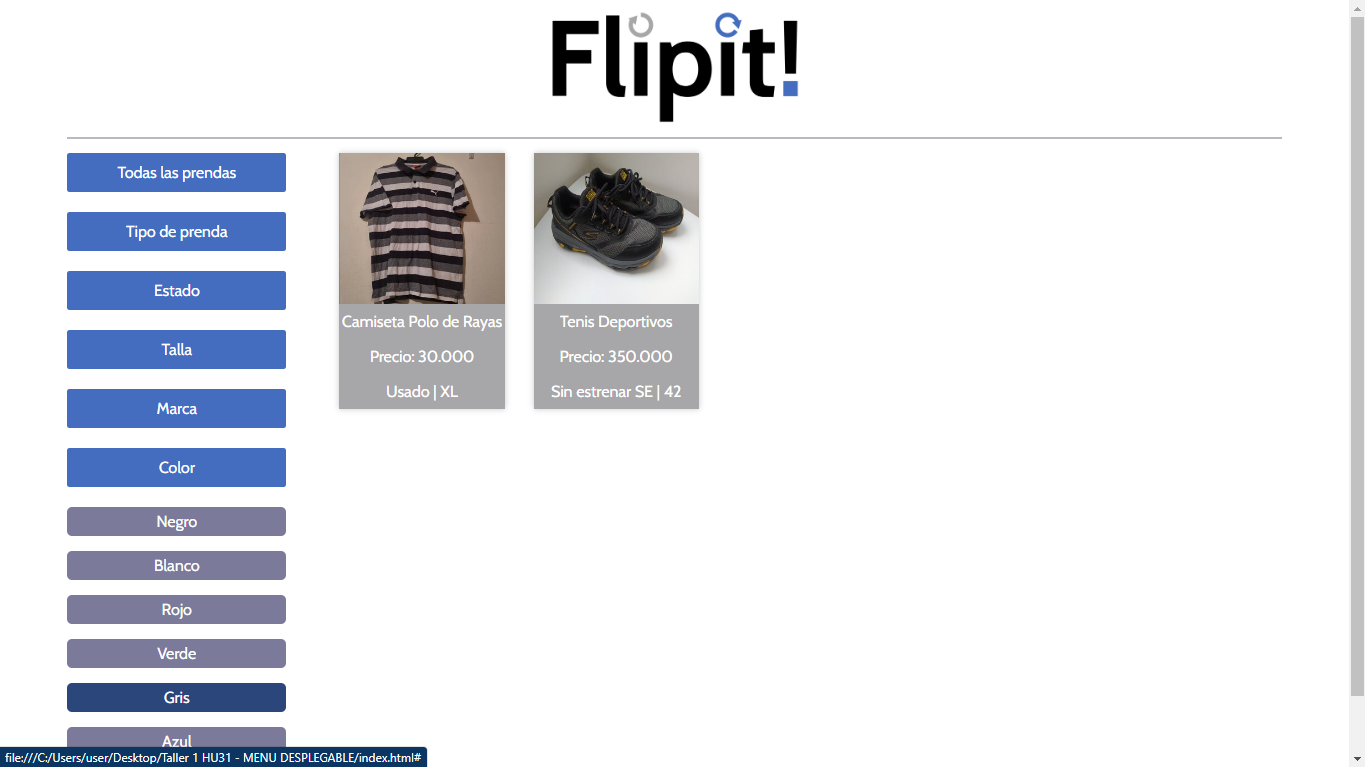 Flipit!
Todas las prendas
Tipo de prenda
Estado
Talla
Marca
Color
Negro
Blanco
Rojo
Verde
Gris
Azul
Camiseta Polo de Rayas
Precio: 30.000
Usado | XL
Tenis Deportivos
Precio: 350.000
Sin estrenar SE | 42
file:///C:/Users/user/Desktop/Taller 1 HU31 - MENU DESPLEGABLE/index.html#